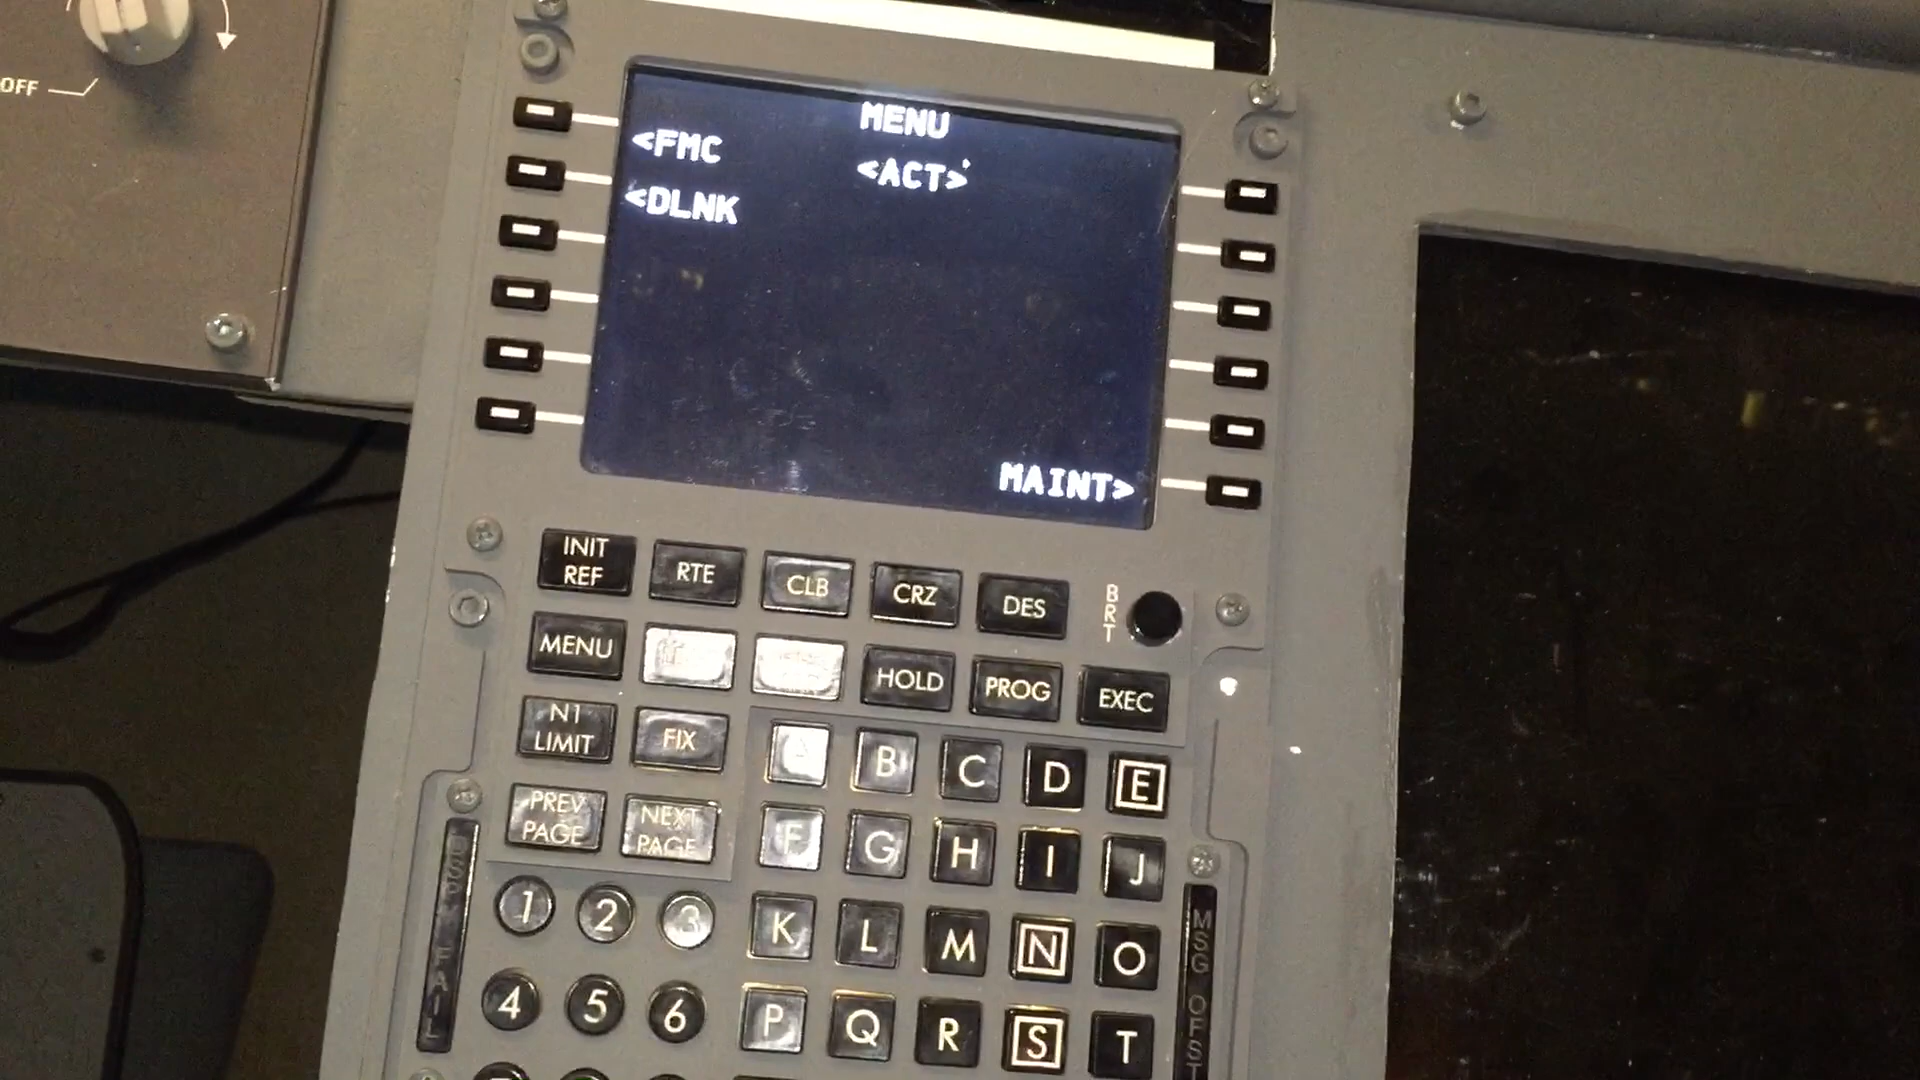 OFF
MENU
<FMC
<ACT>
<DLNK
MAINT>
INIT
REF
RTE
CLB
CRZ
DES
BRT
MENU
HOLD
PROG
EXEC
N1
LIMIT
FIX
A B C D E
PREV
PAGE
NEXT
PAGE
F G H I J
1 2 3
K L M N O
4 5 6
P Q R S T
FAIL
MSG
OFST